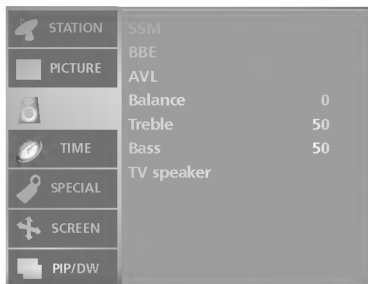 STATION
PICTURE
TIME
SPECIAL
SCREEN
PIP/DW
SSM
BBE
AVL
Balance 0
Treble 50
Bass 50
TV speaker